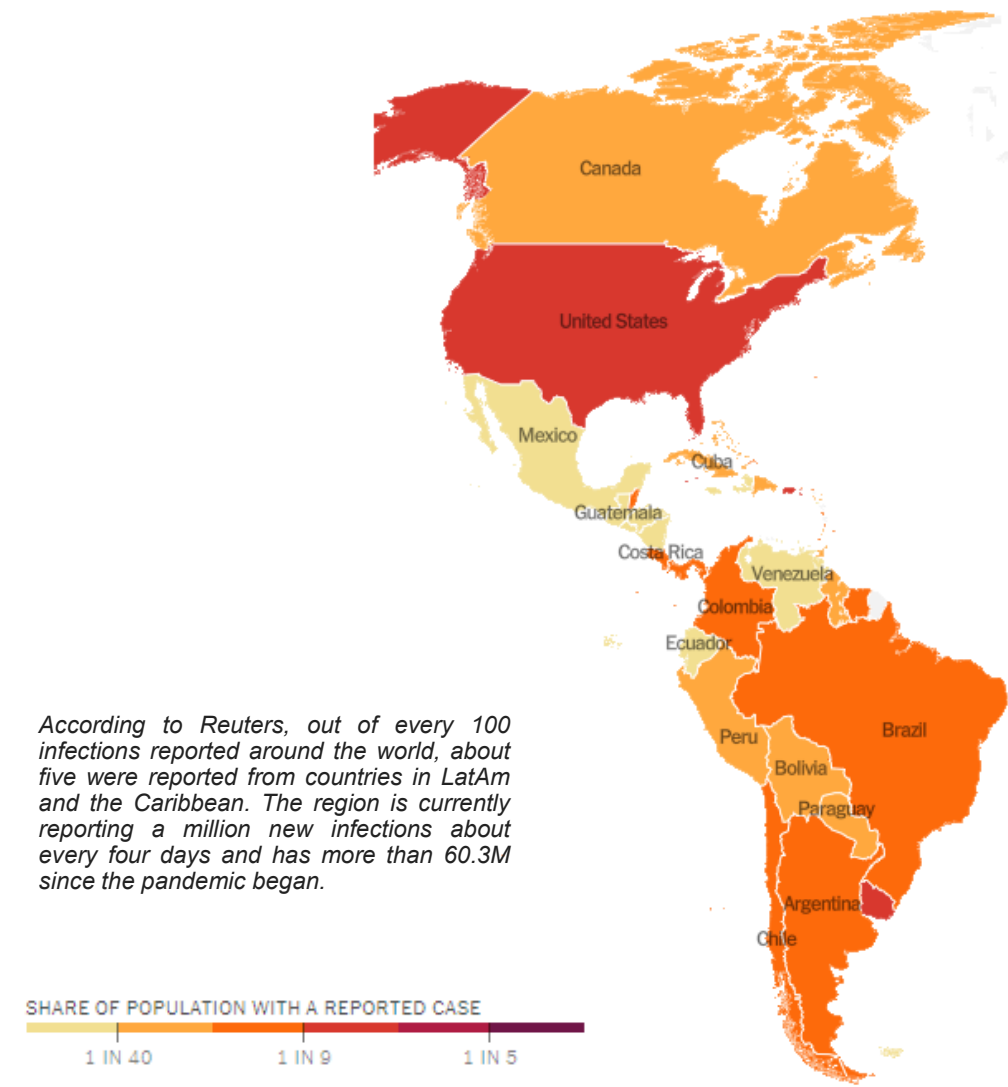 Canada
United States
Mexico
Cuba
Guatemala
Costa Rica
Venezuela
Colombia
Ecuador
Brazil
Peru
Bolivia
Paraguay
Argentina
Chile
According to Reuters, out of every 100
infections reported around the world, about
five were reported from countries in LatAm
and the Caribbean. The region is currently
reporting a million new infections about
every four days and has more than 60.3M
since the pandemic began.
SHARE OF POPULATION WITH A REPORTED CASE
1 IN 40 1 IN 9 1 IN 5